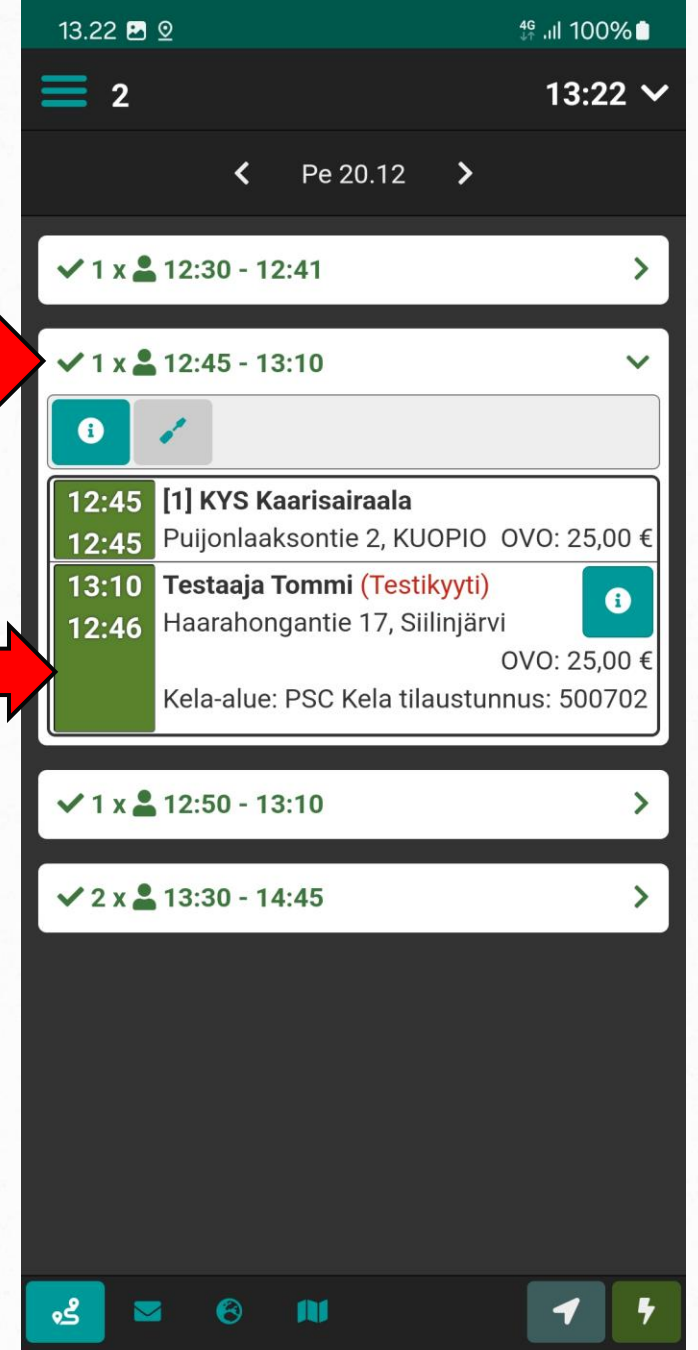 13.22 4G 100%
2 13:22
Pe 20.12
1 x 12:30 - 12:41
1 x 12:45 - 13:10
12:45 [1] KYS Kaarisairaala
12:45 Puijonlaaksontie 2, KUOPIO OVO: 25,00 €
13:10 Testaaja Tommi (Testikyyti)
12:46 Haarahongantie 17, Siilinjärvi
OVO: 25,00 €
Kela-alue: PSC Kela tilaustunnus: 500702
1 x 12:50 - 13:10
2 x 13:30 - 14:45